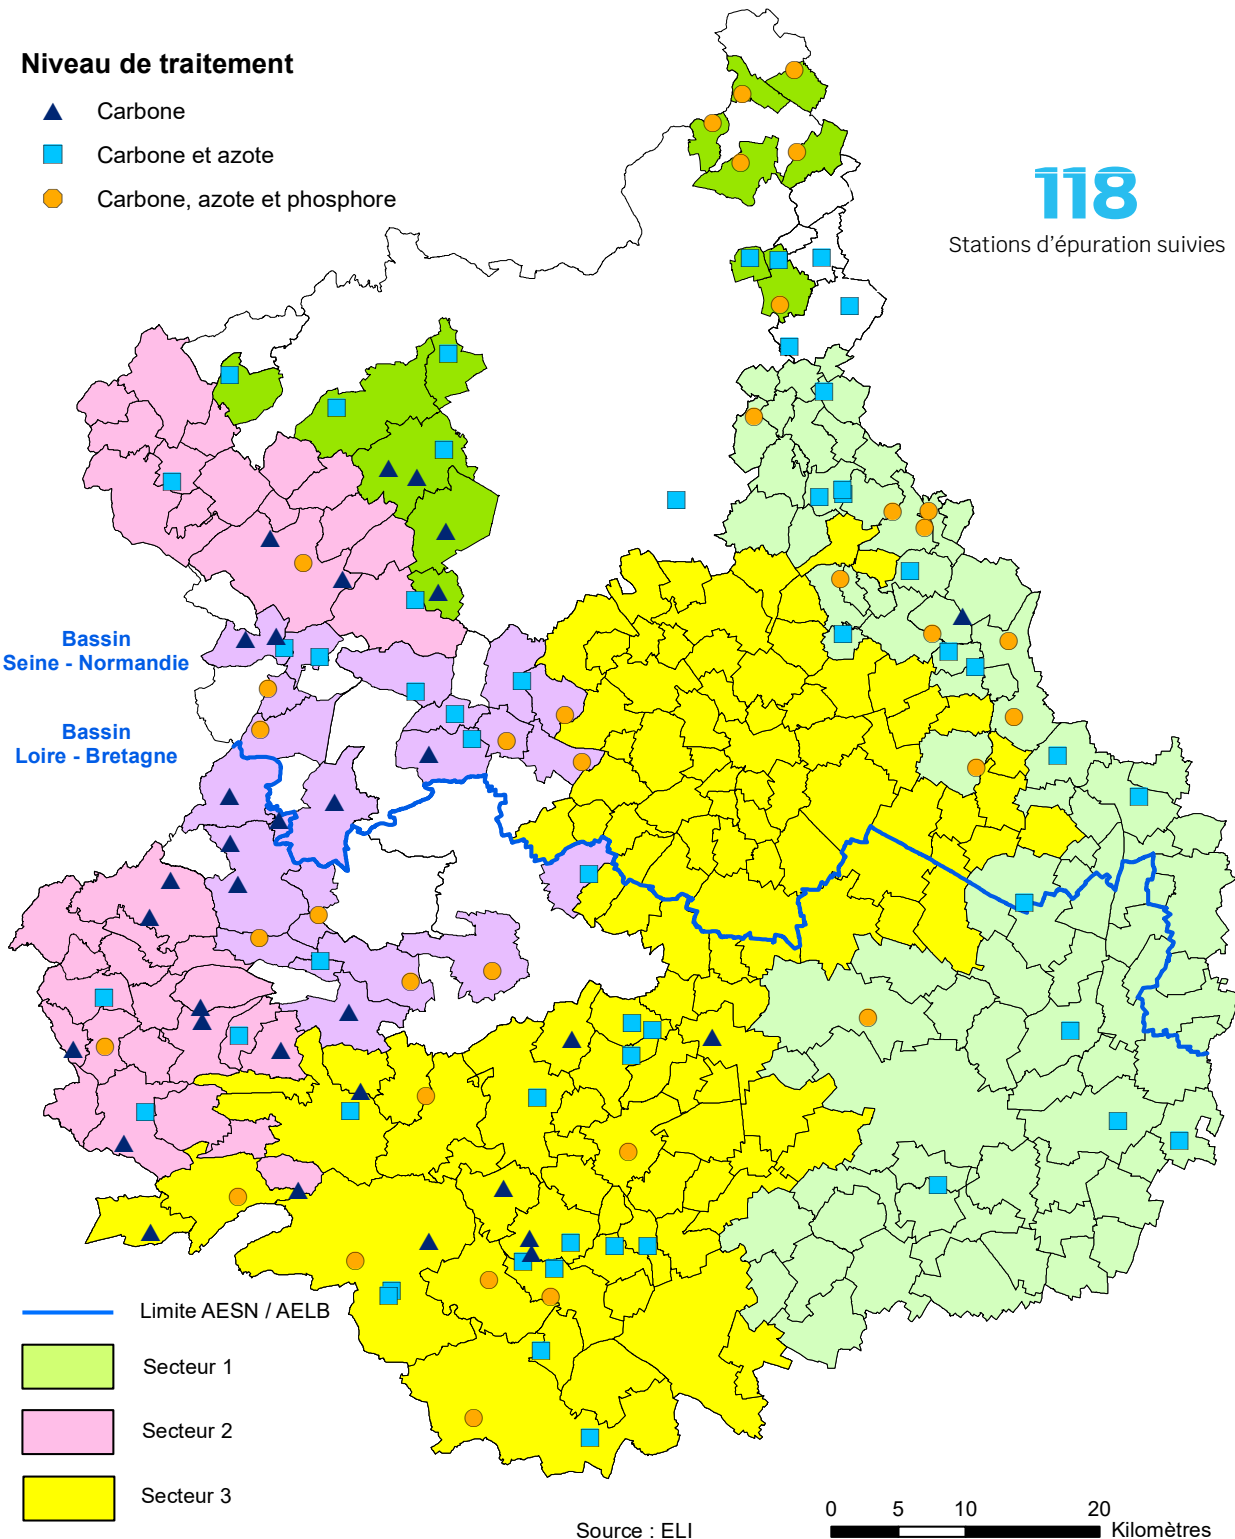 Niveau de traitement
Carbone
Carbone et azote
Carbone, azote et phosphore
118
Stations d'épuration suivies
Bassin
Seine - Normandie
Bassin
Loire - Bretagne
Limite AESN / AELB
Secteur 1
Secteur 2
Secteur 3
0 5 10 20
Kilomètres
Source : ELI